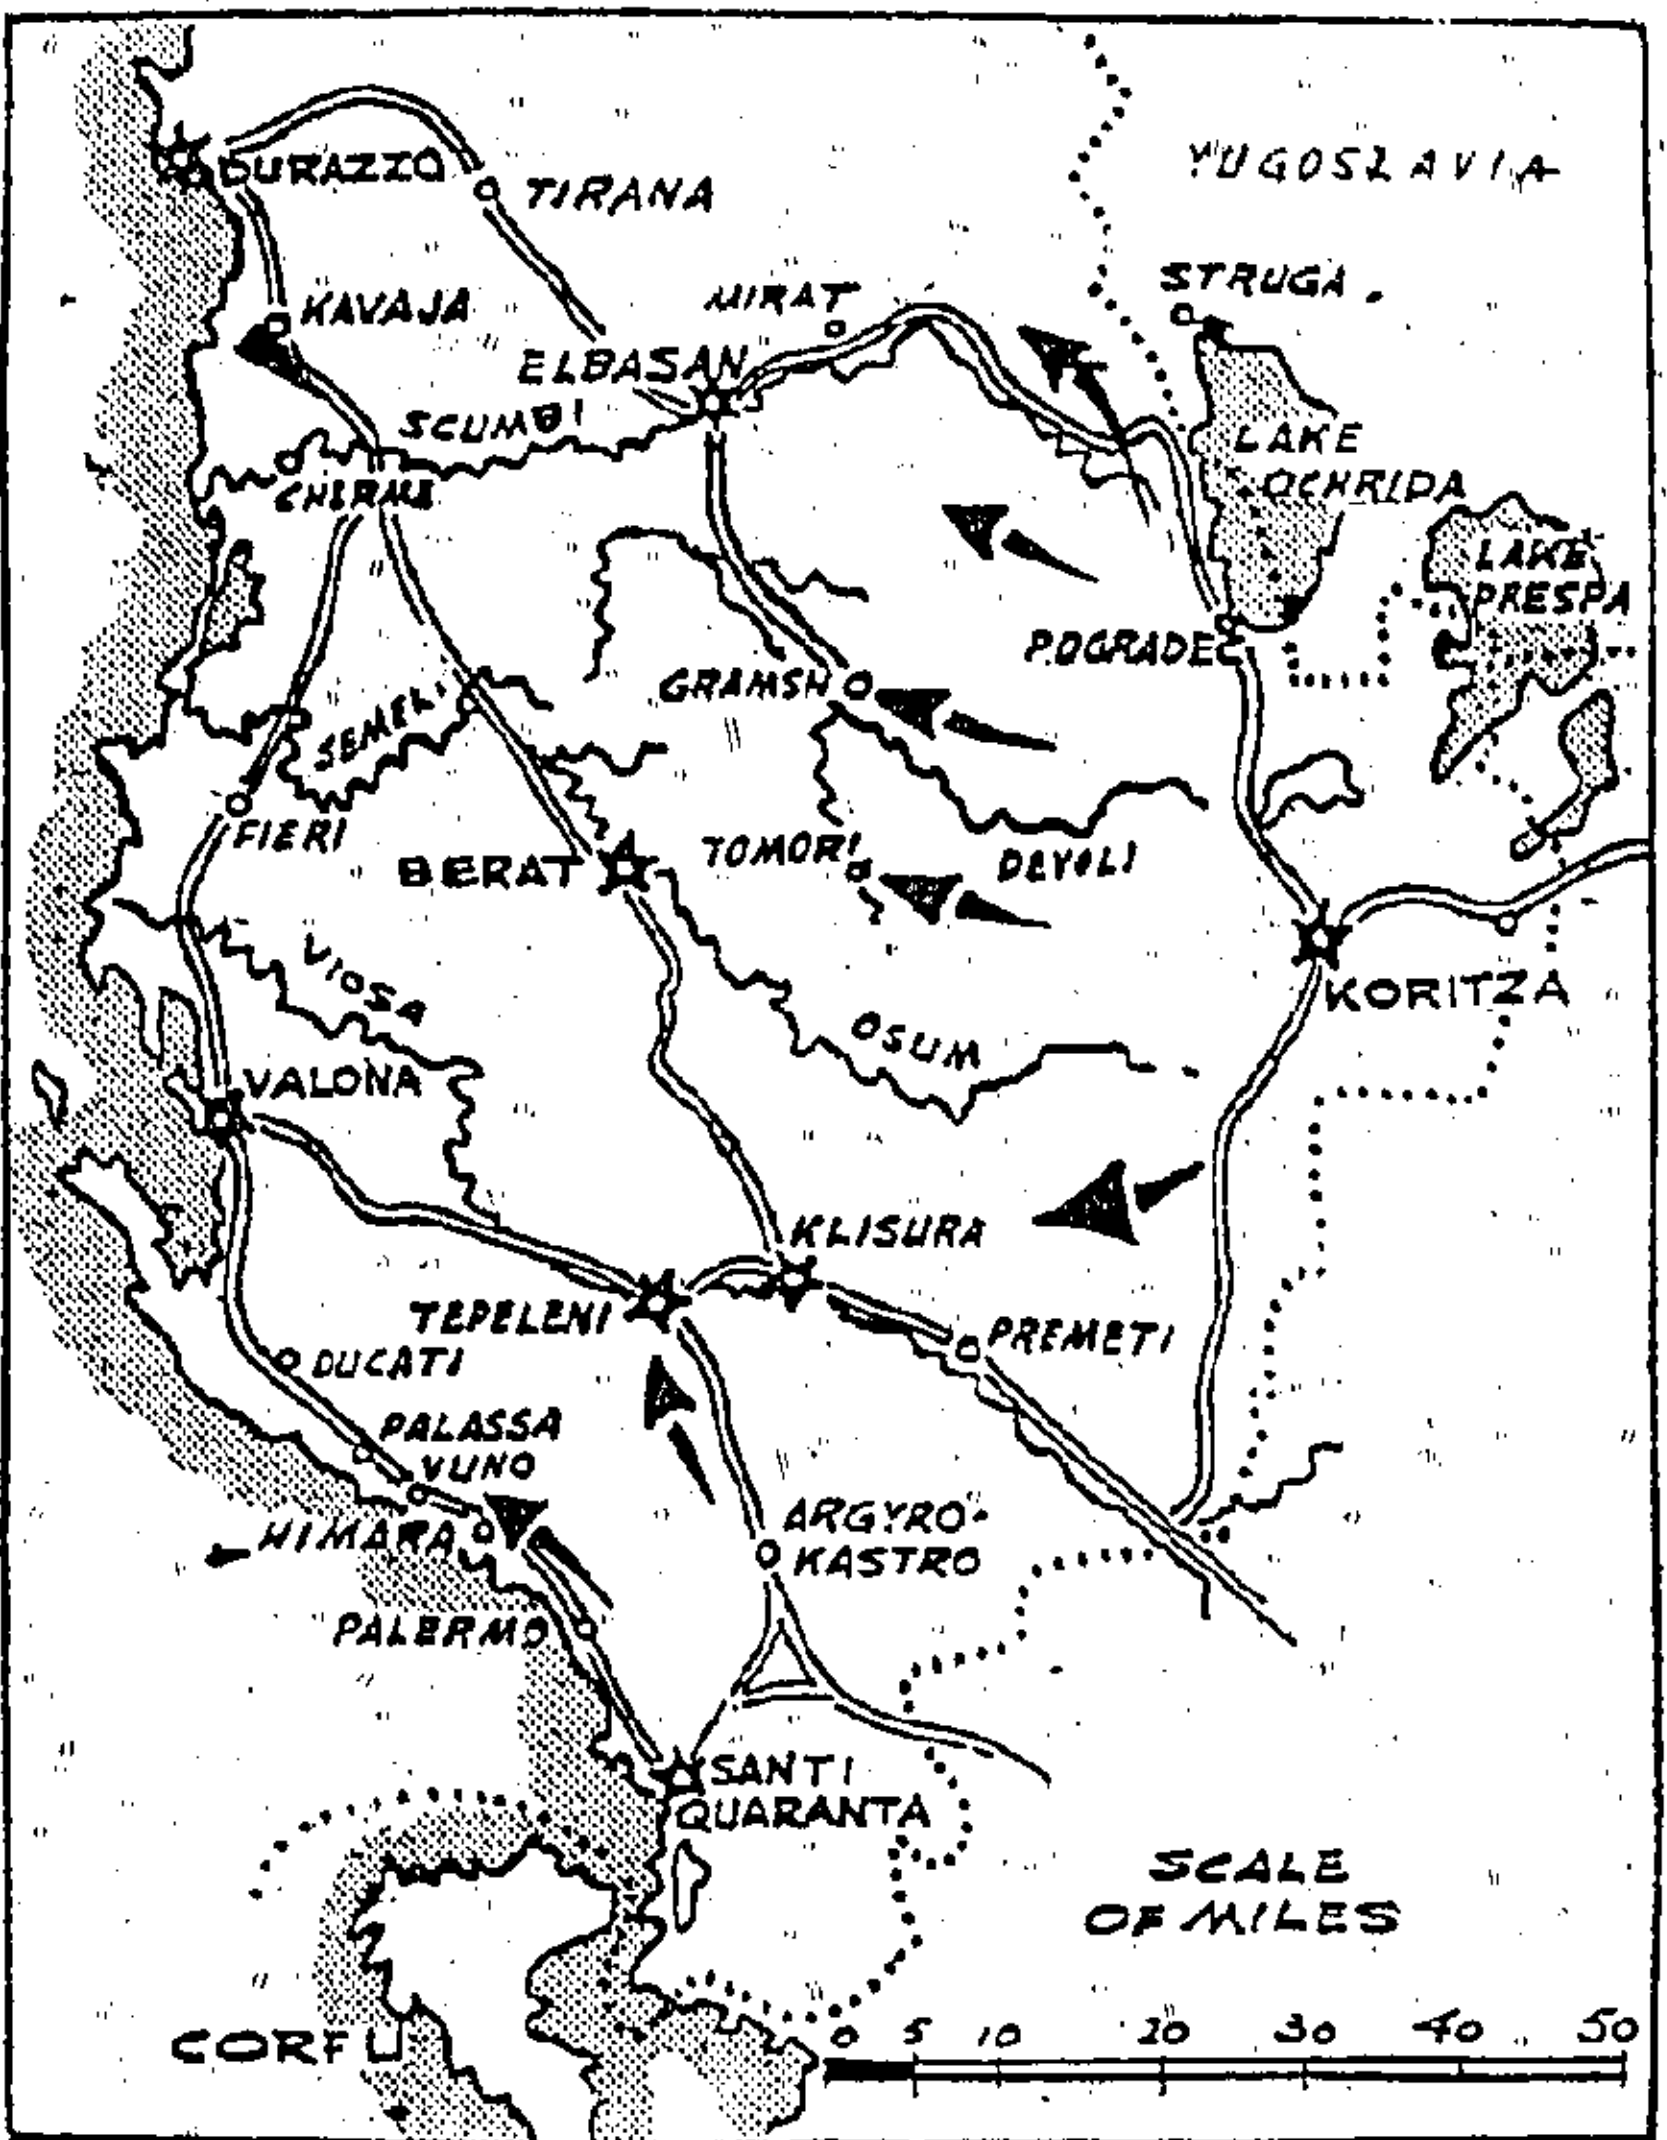 YUGOSLAVIA
DURAZZO
TIRANA
STRUGA
KAVAJA
MIRAT
ELBASAN
SCUMBI
LAKE
OCHRIDA
LAKE
PRESPA
POGRADEC
GRAMSH
SEMENI
FIERI
BERAT
TOMORI
DEVOLI
VIOSA
KORITZA
OSUM
VALONA
KLISURA
TEPELENI
PREMETI
DUCATI
PALASSA
VUNO
HIMARA
ARGYRO-
KASTRO
PALERMO
SANTI
QUARANTA
SCALE
OF MILES
CORFU
0 5 10 20 30 40 50